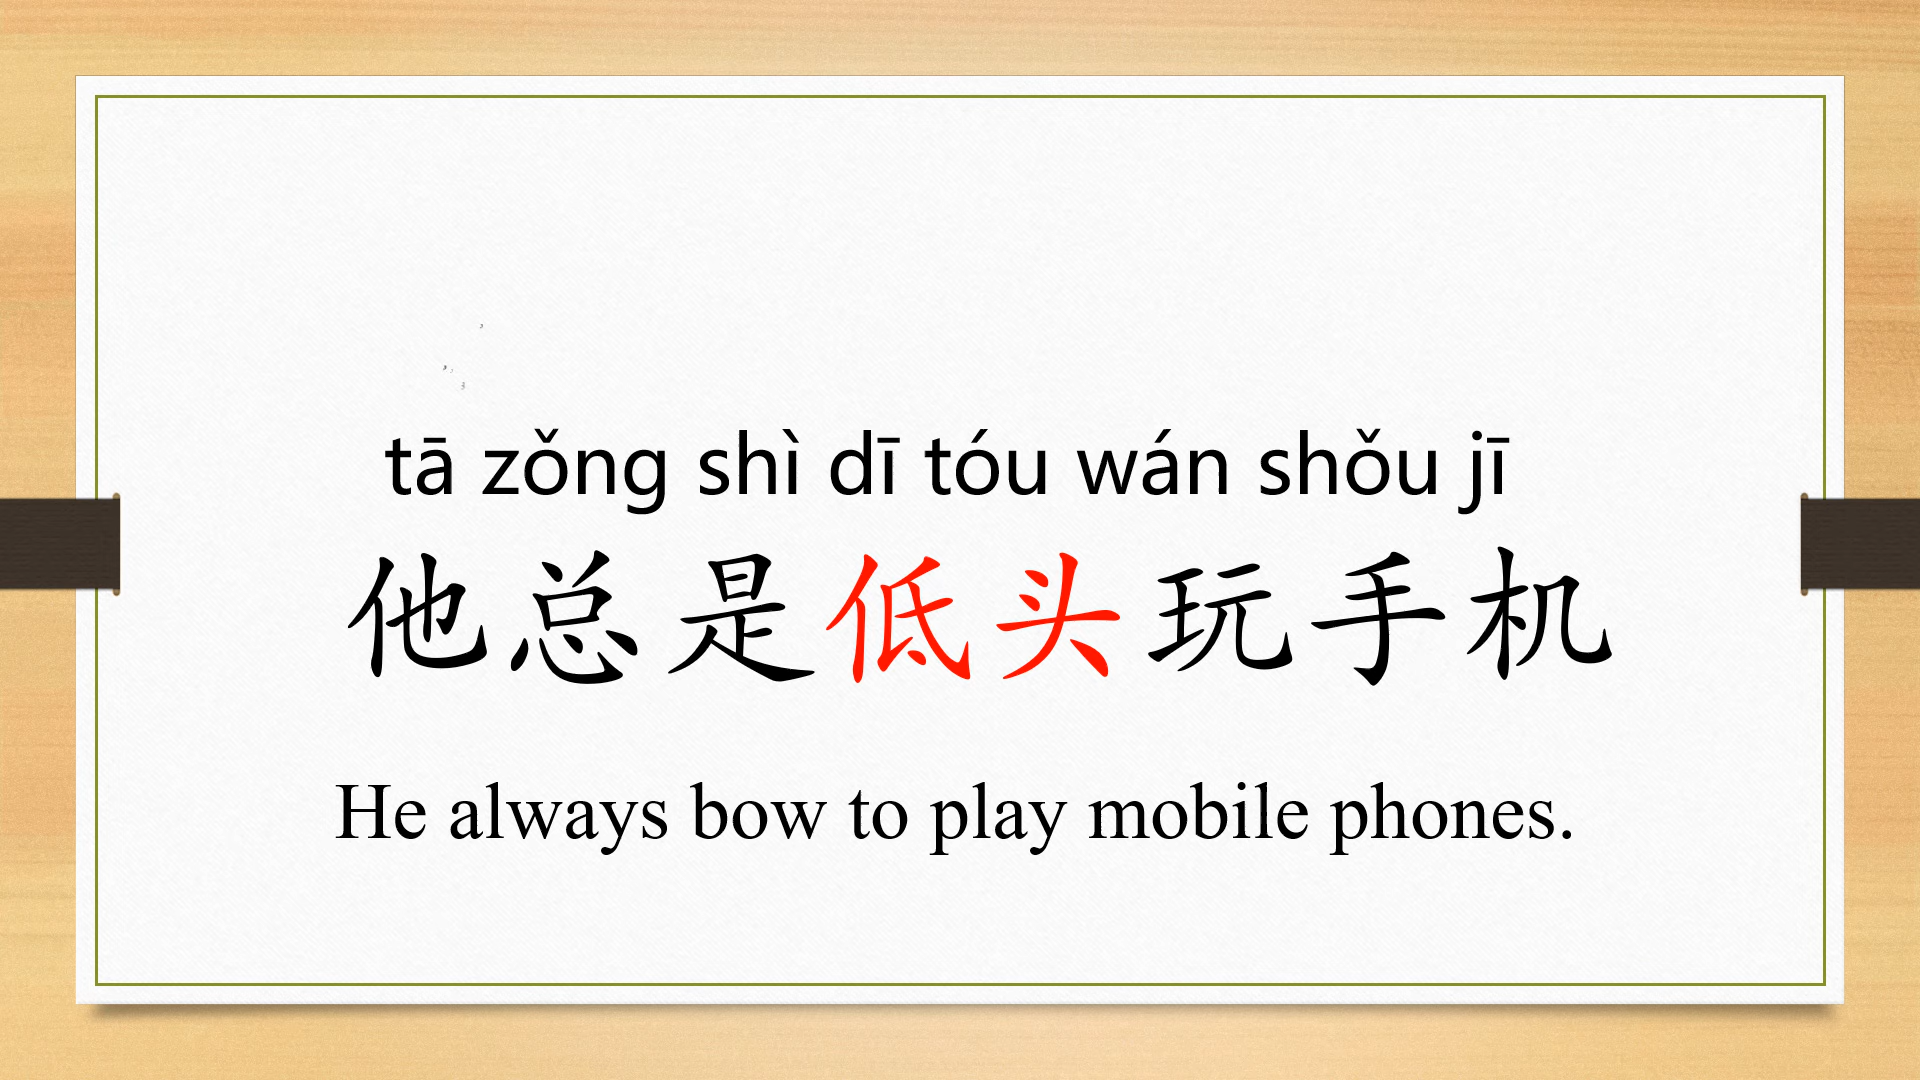 tā zǒng shì dī tóu wán shǒu jī
他总是低头玩手机
He always bow to play mobile phones.